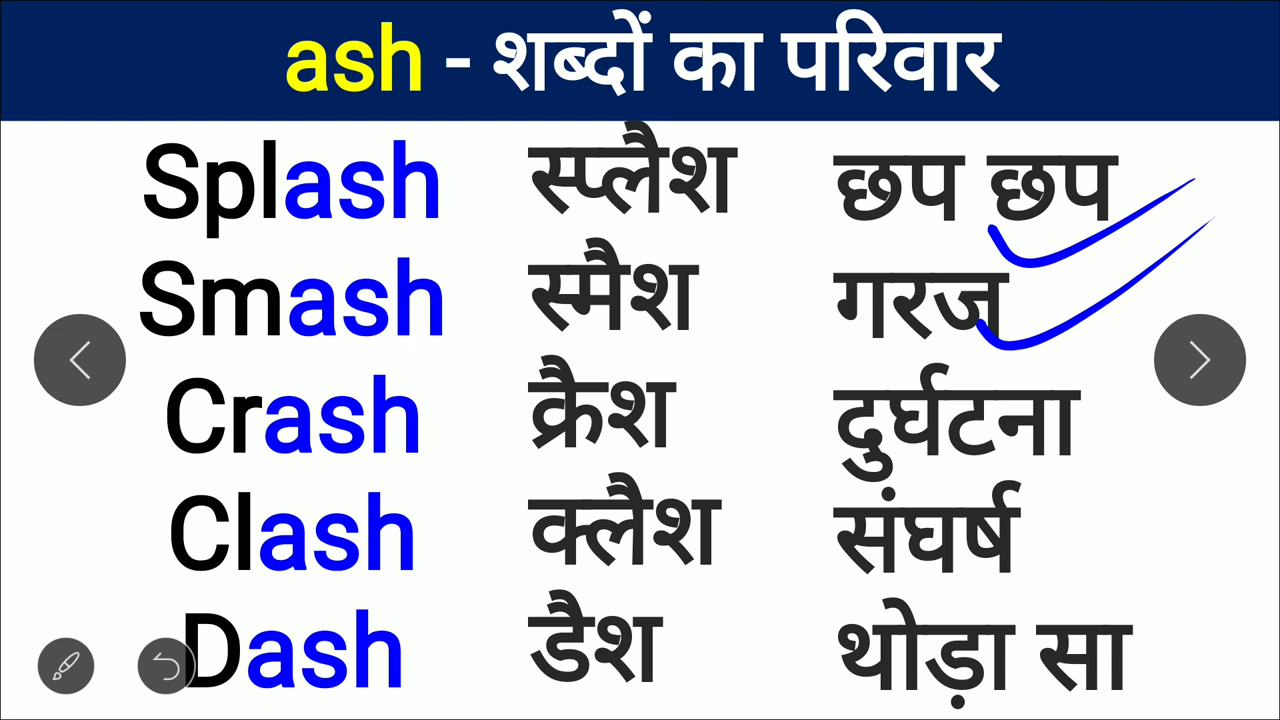 ash - शब्दों का परिवार
Splash स्प्लैश छप छप
Smash स्मैश गरज
Crash क्रैश दुर्घटना
Clash क्लैश संघर्ष
Dash डैश थोड़ा सा